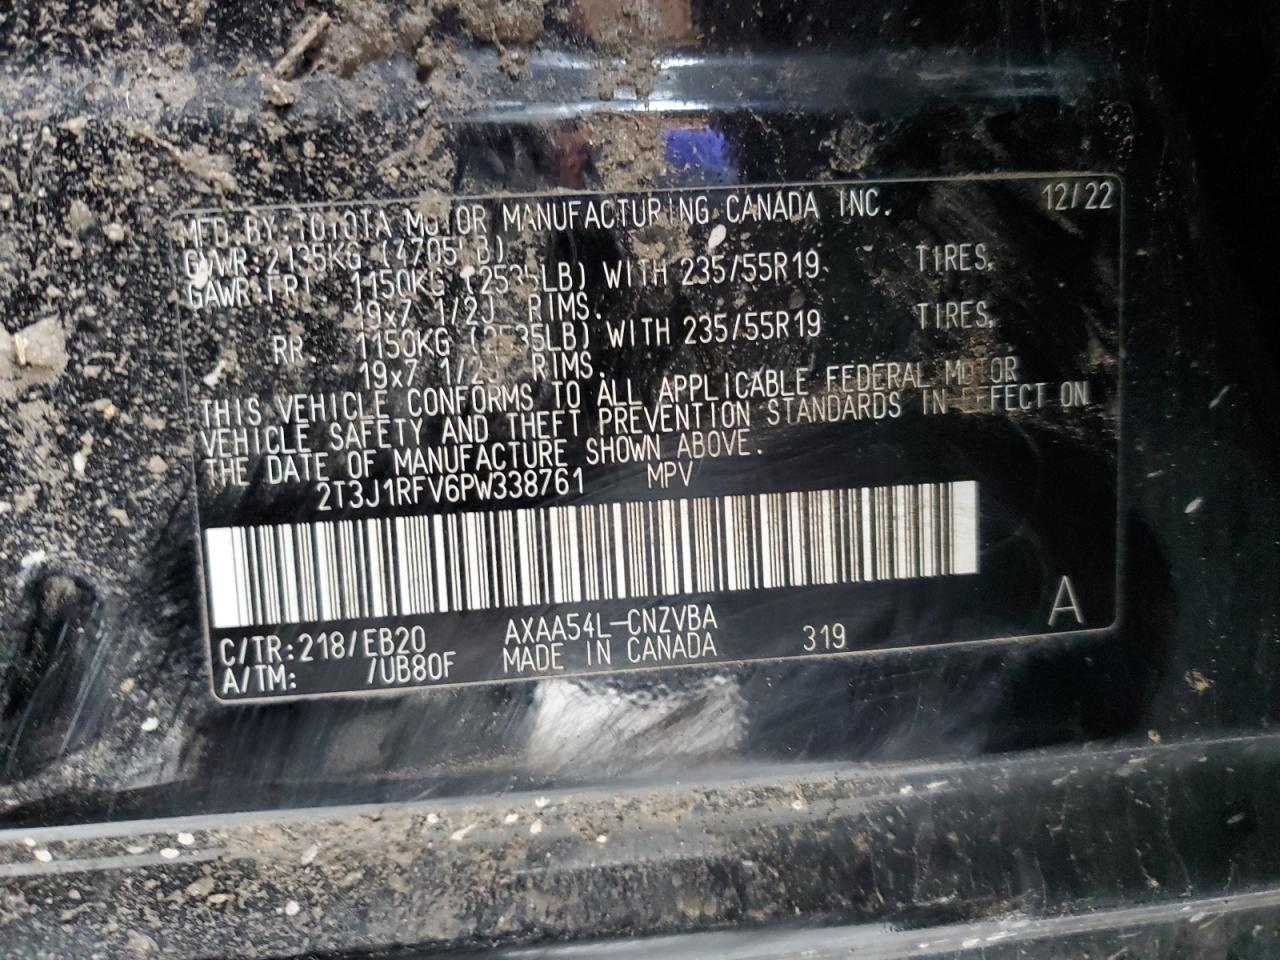 MFD. BY: TOYOTA MOTOR MANUFACTURING CANADA INC. 12/22
GVWR: 2135KG (4705LB)
GAWR FRT 1150KG (2535LB) WITH 235/55R19 TIRES,
19x7 1/2J RIMS.
RR. 1150KG (2535LB) WITH 235/55R19 TIRES,
19x7 1/2J RIMS.
THIS VEHICLE CONFORMS TO ALL APPLICABLE FEDERAL MOTOR
VEHICLE SAFETY AND THEFT PREVENTION STANDARDS IN EFFECT ON
THE DATE OF MANUFACTURE SHOWN ABOVE.
2T3J1RFV6PW338761 MPV
C/TR: 218/EB20 AXAA54L-CNZVBA 319 A
A/TM: /UB80F MADE IN CANADA